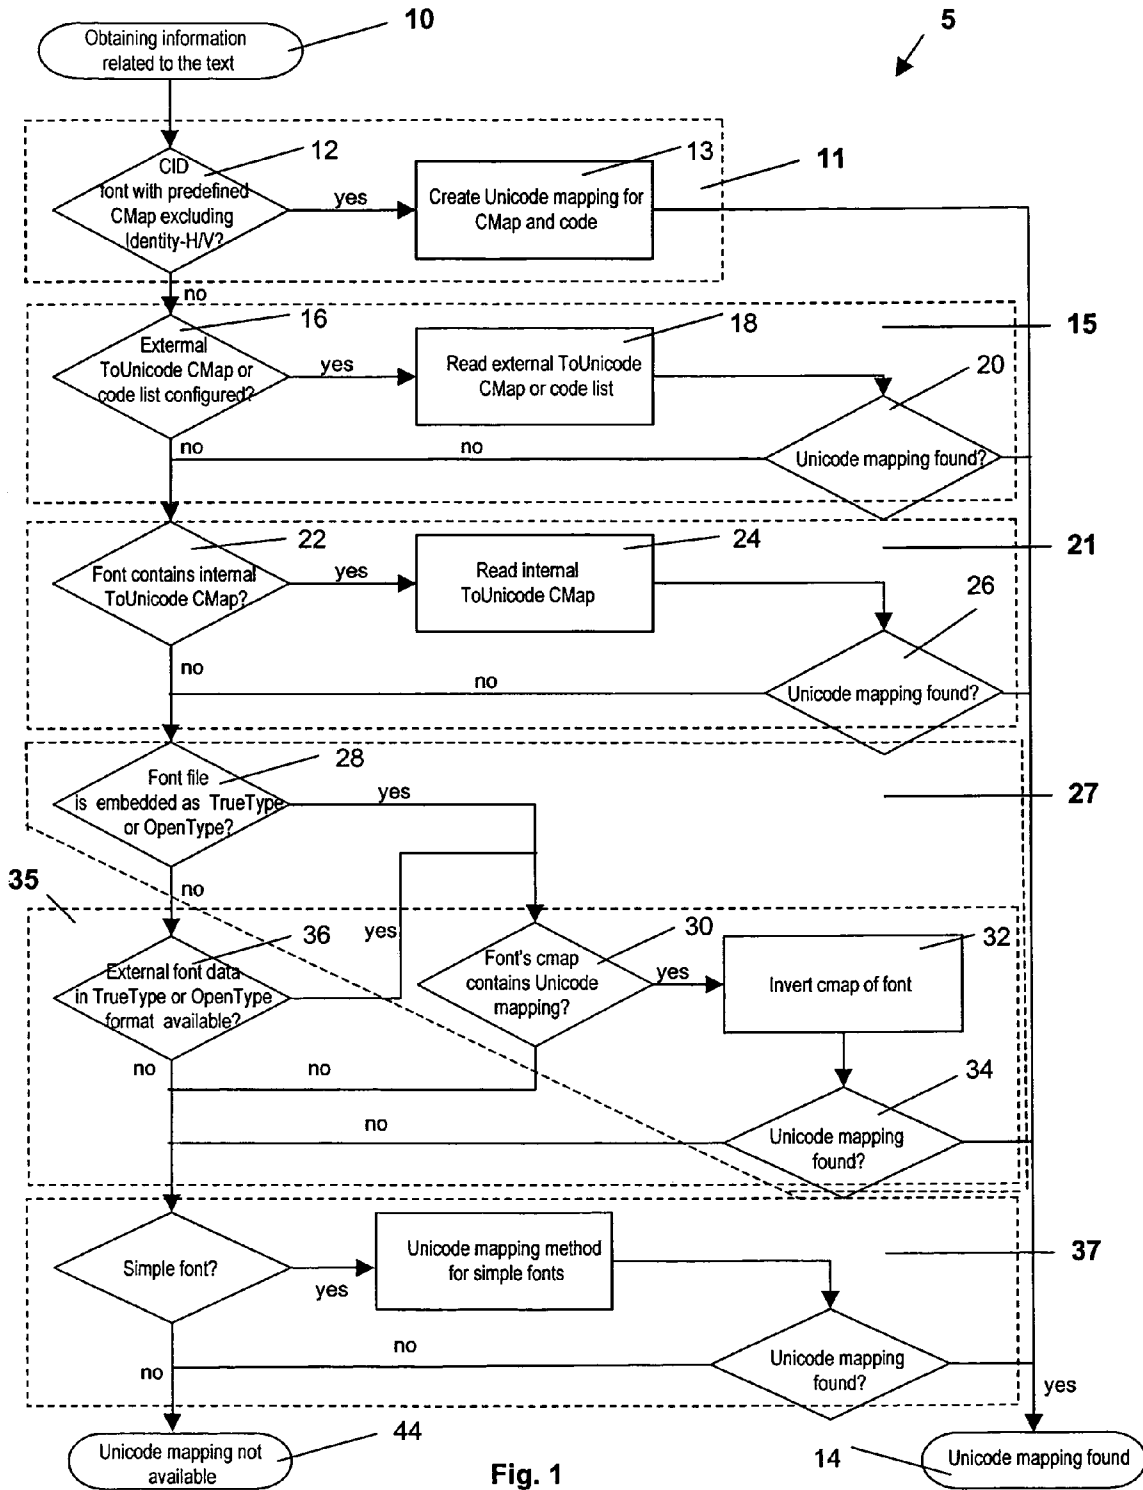 10
5
Obtaining information
related to the text
12
13
11
CID
font with predefined
CMap excluding
Identity-H/V?
yes
Create Unicode mapping for
CMap and code
no
16
18
15
External
ToUnicode CMap or
code list configured?
yes
Read external ToUnicode
CMap or code list
20
no
no
Unicode mapping found?
22
24
21
Font contains internal
ToUnicode CMap?
yes
Read internal
ToUnicode CMap
26
no
no
Unicode mapping found?
28
Font file
is embedded as TrueType
or OpenType?
yes
27
35
no
36
yes
30
32
External font data
in TrueType or OpenType
format available?
Font's cmap
contains Unicode
mapping?
yes
Invert cmap of font
no
no
34
no
Unicode mapping
found?
37
Simple font?
yes
Unicode mapping method
for simple fonts
no
no
Unicode mapping
found?
yes
44
Unicode mapping not
available
14
Unicode mapping found
Fig. 1